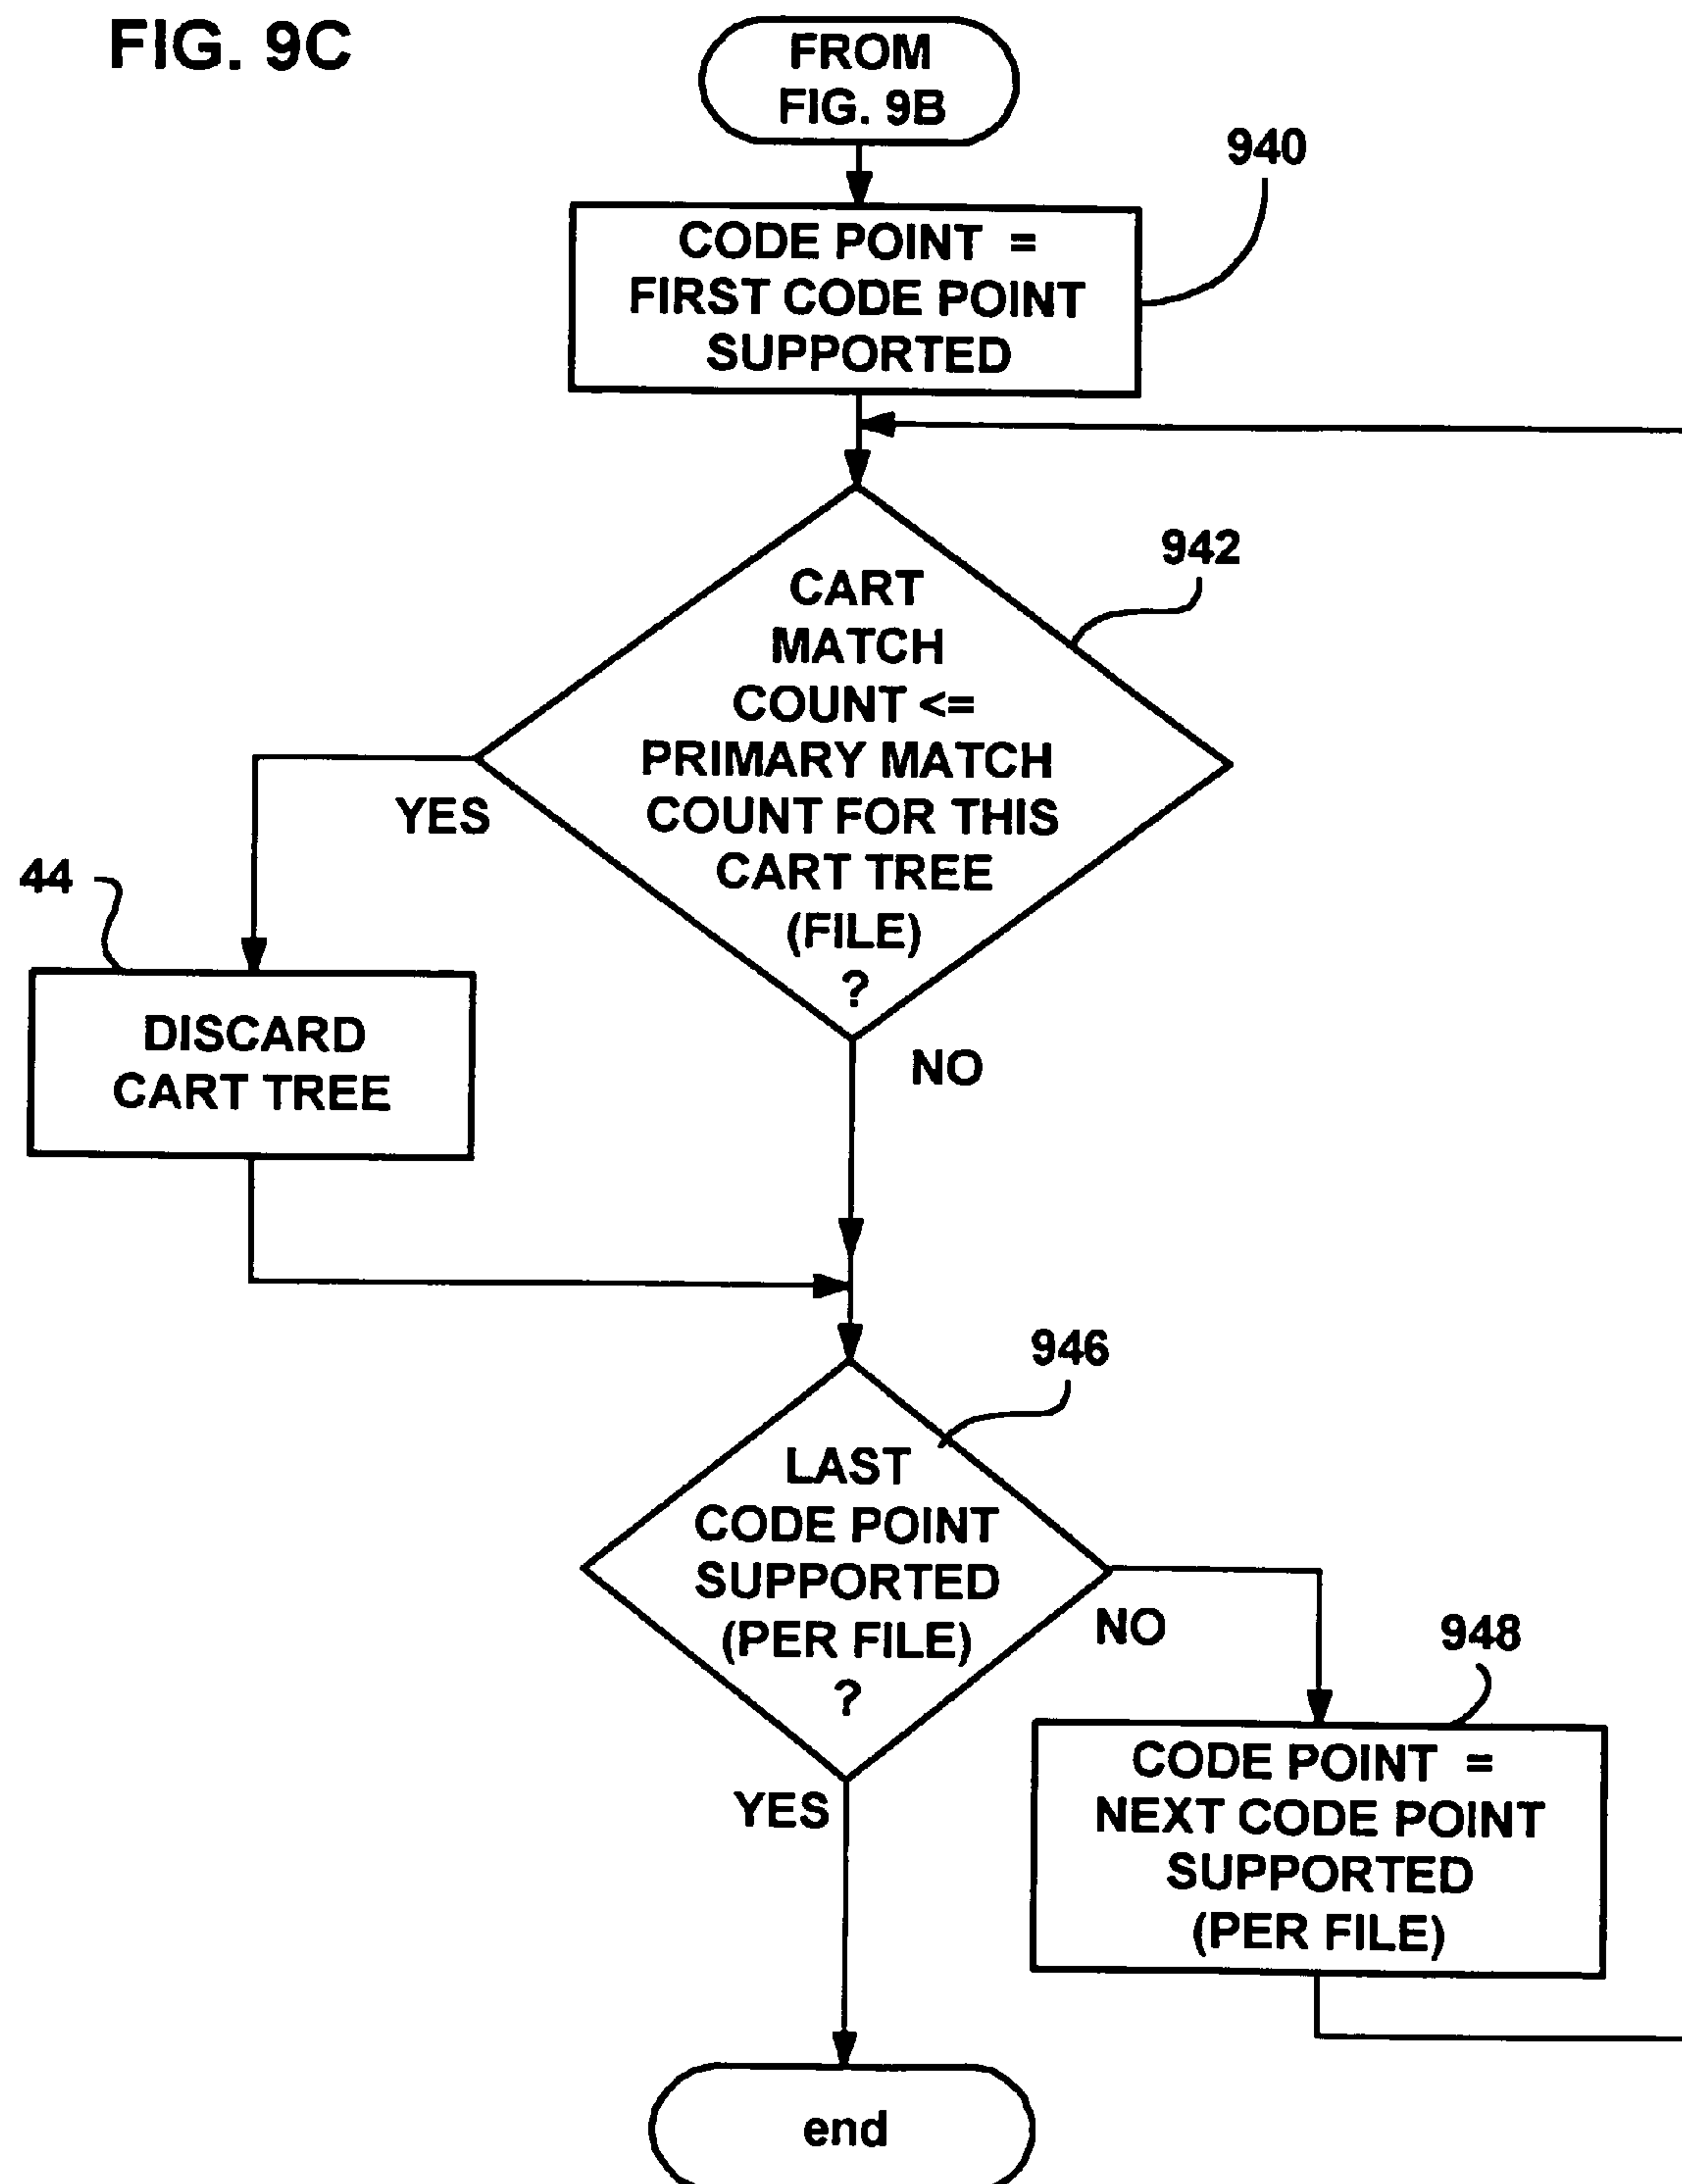 FIG. 9C
FROM
FIG. 9B
940
CODE POINT =
FIRST CODE POINT
SUPPORTED
942
CART
MATCH
COUNT <=
PRIMARY MATCH
COUNT FOR THIS
CART TREE
(FILE)
?
YES
NO
44
DISCARD
CART TREE
946
LAST
CODE POINT
SUPPORTED
(PER FILE)
?
NO
YES
948
CODE POINT =
NEXT CODE POINT
SUPPORTED
(PER FILE)
end